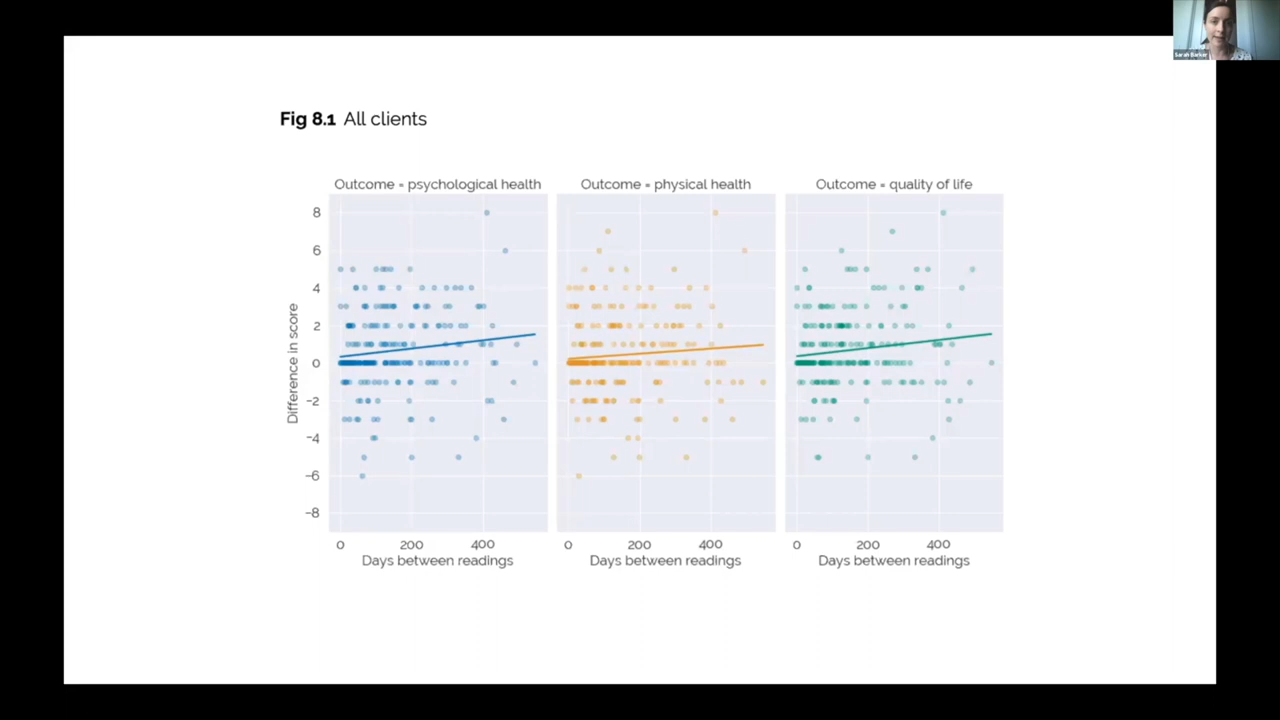 Sarah Barker
Fig 8.1 All clients
Outcome = psychological health
Outcome = physical health
Outcome = quality of life
Difference in score
8
6
4
2
0
−2
−4
−6
−8
0 200 400
0 200 400
0 200 400
Days between readings
Days between readings
Days between readings